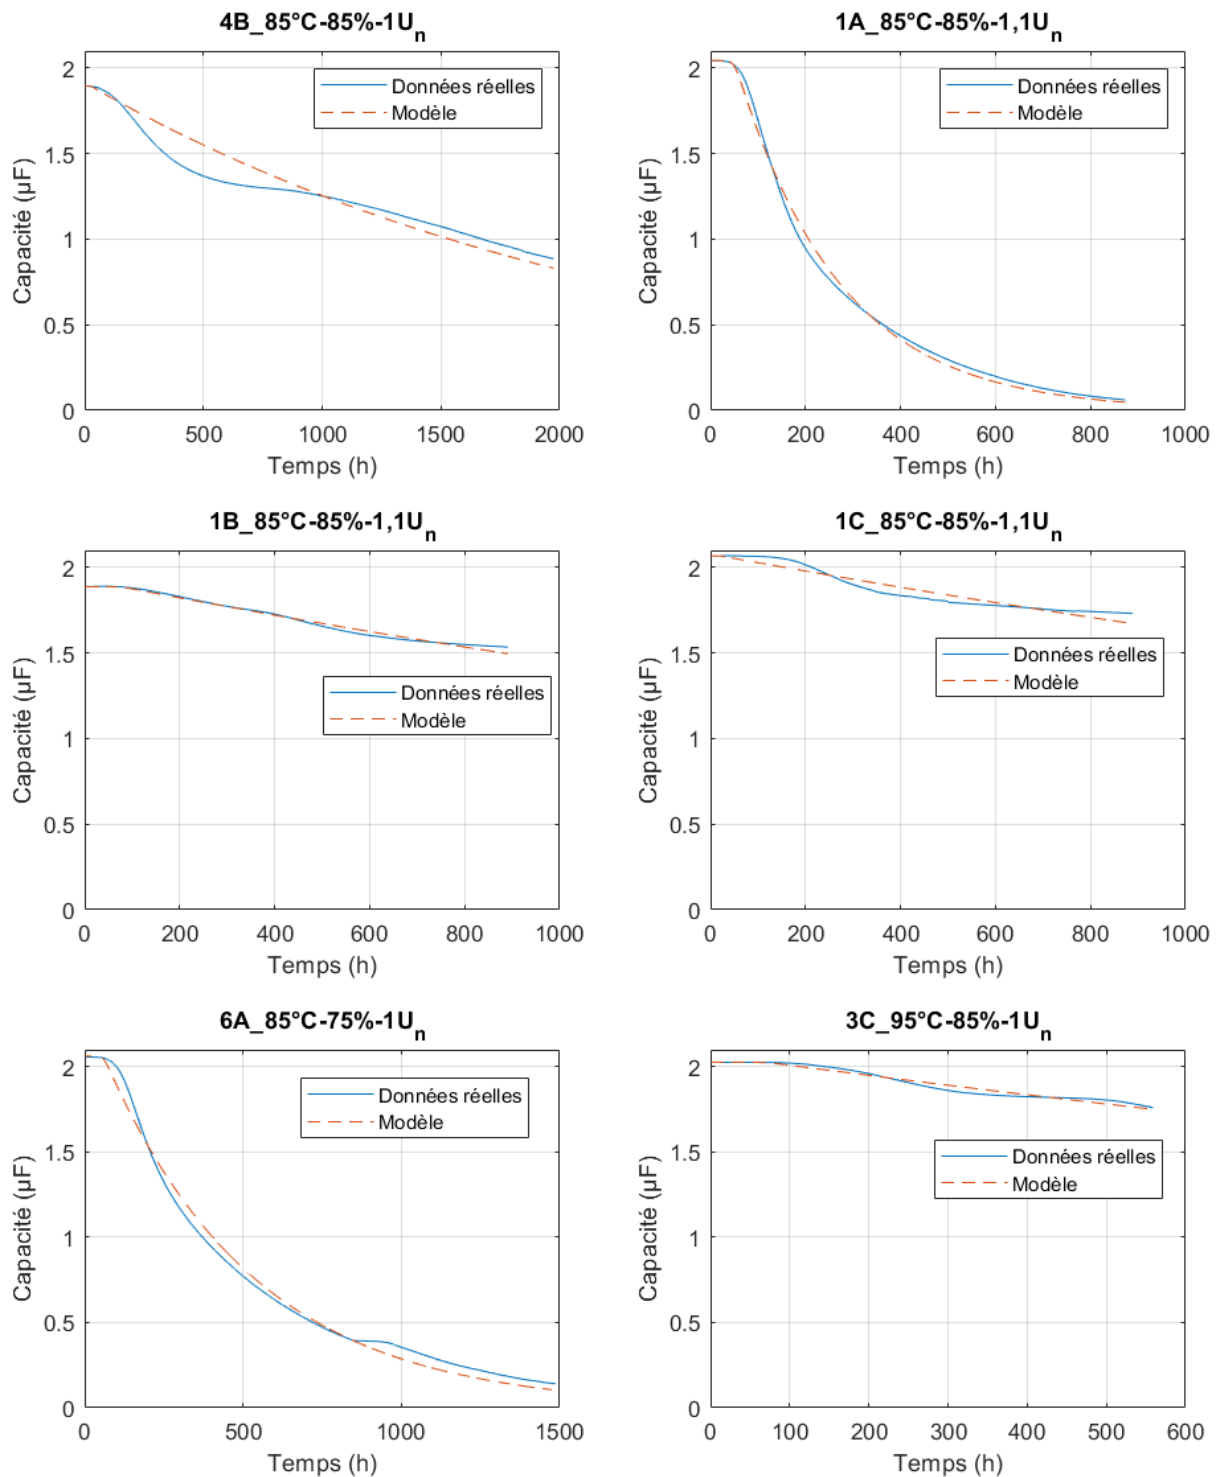 4B_85°C-85%-1Un
2
1.5
1
0.5
0
Capacité (µF)
Données réelles
Modèle
0 500 1000 1500 2000
Temps (h)
1A_85°C-85%-1,1Un
2
1.5
1
0.5
0
Capacité (µF)
Données réelles
Modèle
0 200 400 600 800 1000
Temps (h)
1B_85°C-85%-1,1Un
2
1.5
1
0.5
0
Capacité (µF)
Données réelles
Modèle
0 200 400 600 800 1000
Temps (h)
1C_85°C-85%-1,1Un
2
1.5
1
0.5
0
Capacité (µF)
Données réelles
Modèle
0 200 400 600 800 1000
Temps (h)
6A_85°C-75%-1Un
2
1.5
1
0.5
0
Capacité (µF)
Données réelles
Modèle
0 500 1000 1500
Temps (h)
3C_95°C-85%-1Un
2
1.5
1
0.5
0
Capacité (µF)
Données réelles
Modèle
0 100 200 300 400 500 600
Temps (h)